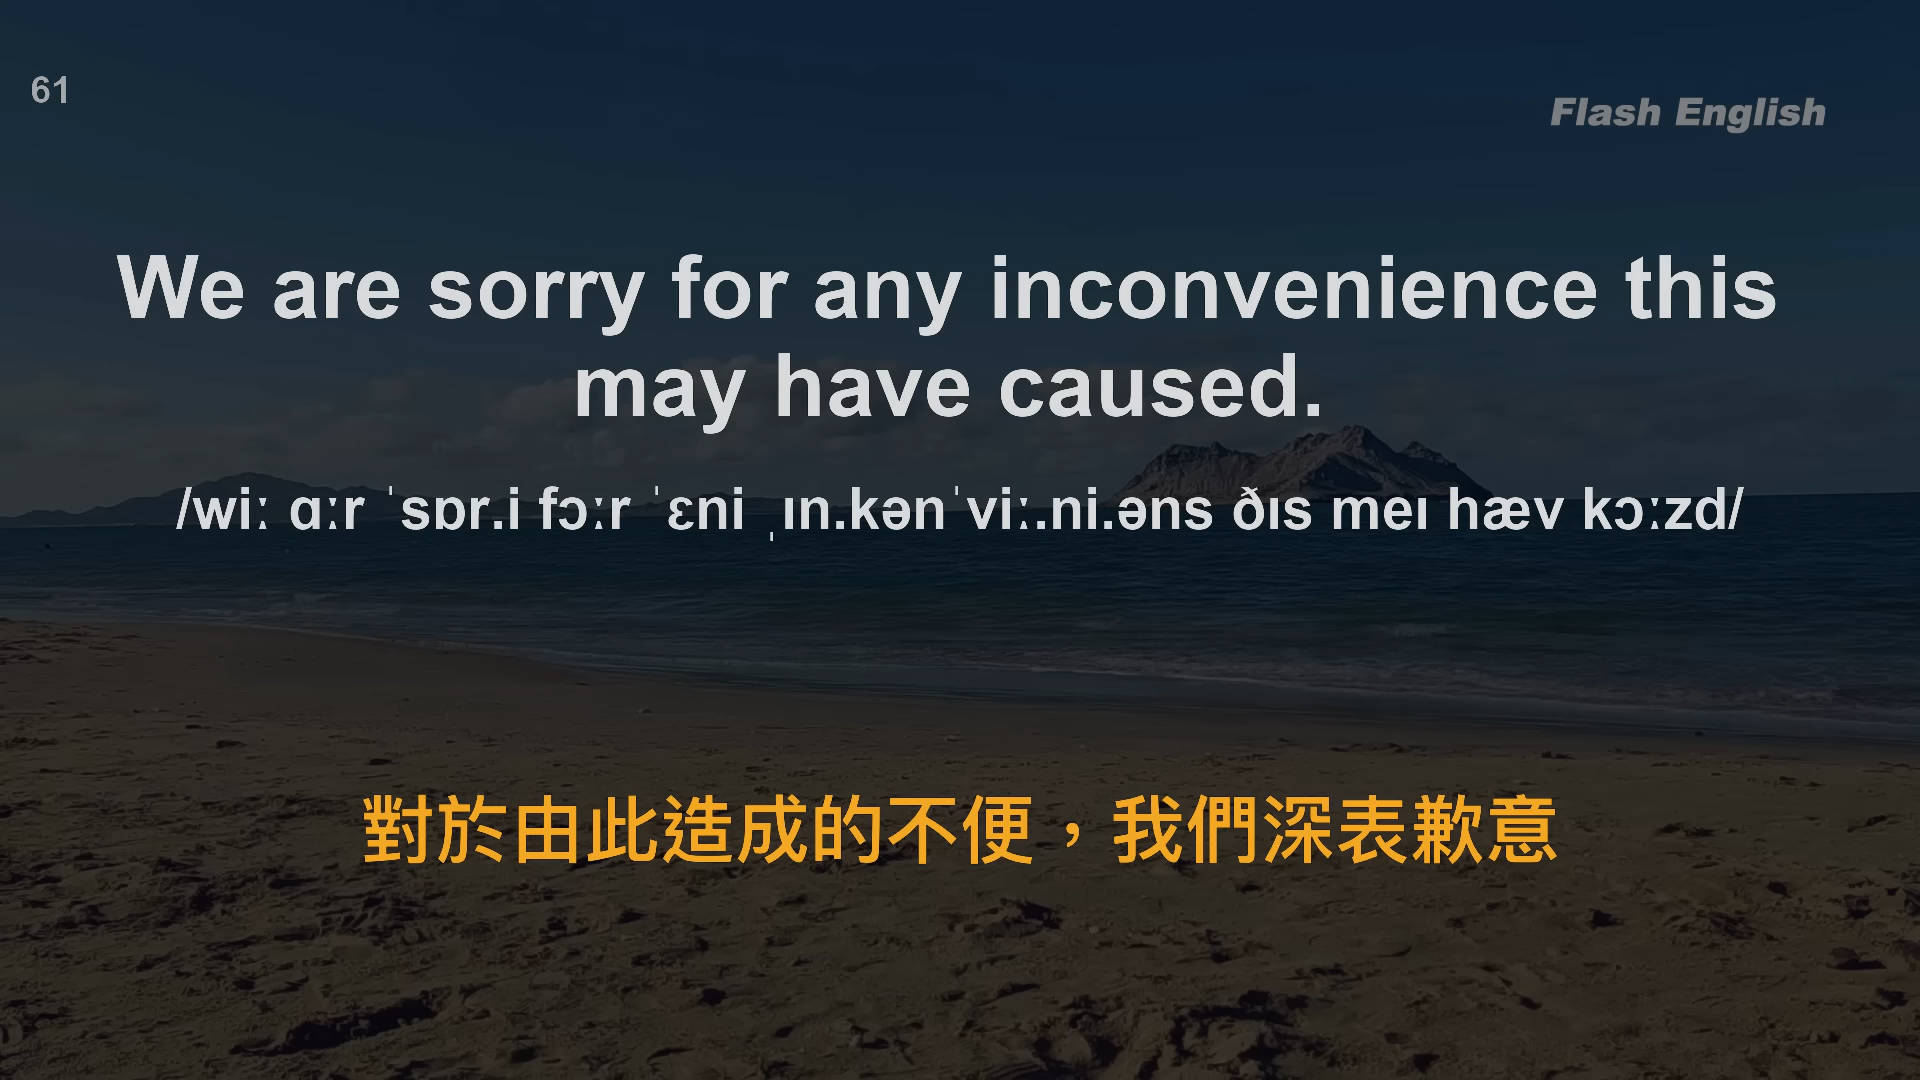 61
Flash English
We are sorry for any inconvenience this
may have caused.
/wiː ɑːr ˈsɒr.i fɔːr ˈɛni ˌɪn.kənˈviː.ni.əns ðɪs meɪ hæv kɔːzd/
對於由此造成的不便，我們深表歉意